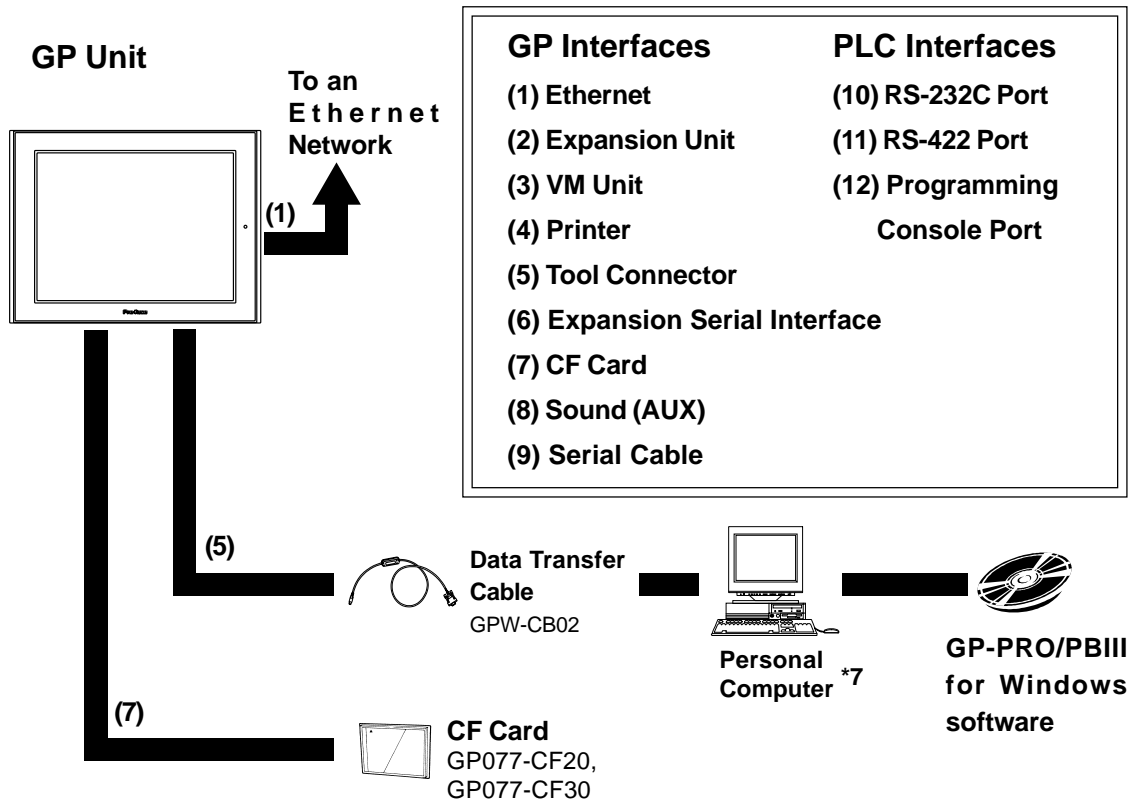 GP Unit
To an
Ethernet
Network
(1)
GP Interfaces
(1) Ethernet
(2) Expansion Unit
(3) VM Unit
(4) Printer
(5) Tool Connector
(6) Expansion Serial Interface
(7) CF Card
(8) Sound (AUX)
(9) Serial Cable
PLC Interfaces
(10) RS-232C Port
(11) RS-422 Port
(12) Programming
Console Port
(5)
Data Transfer
Cable
GPW-CB02
Personal
Computer *7
GP-PRO/PBIII
for Windows
software
(7)
CF Card
GP077-CF20,
GP077-CF30